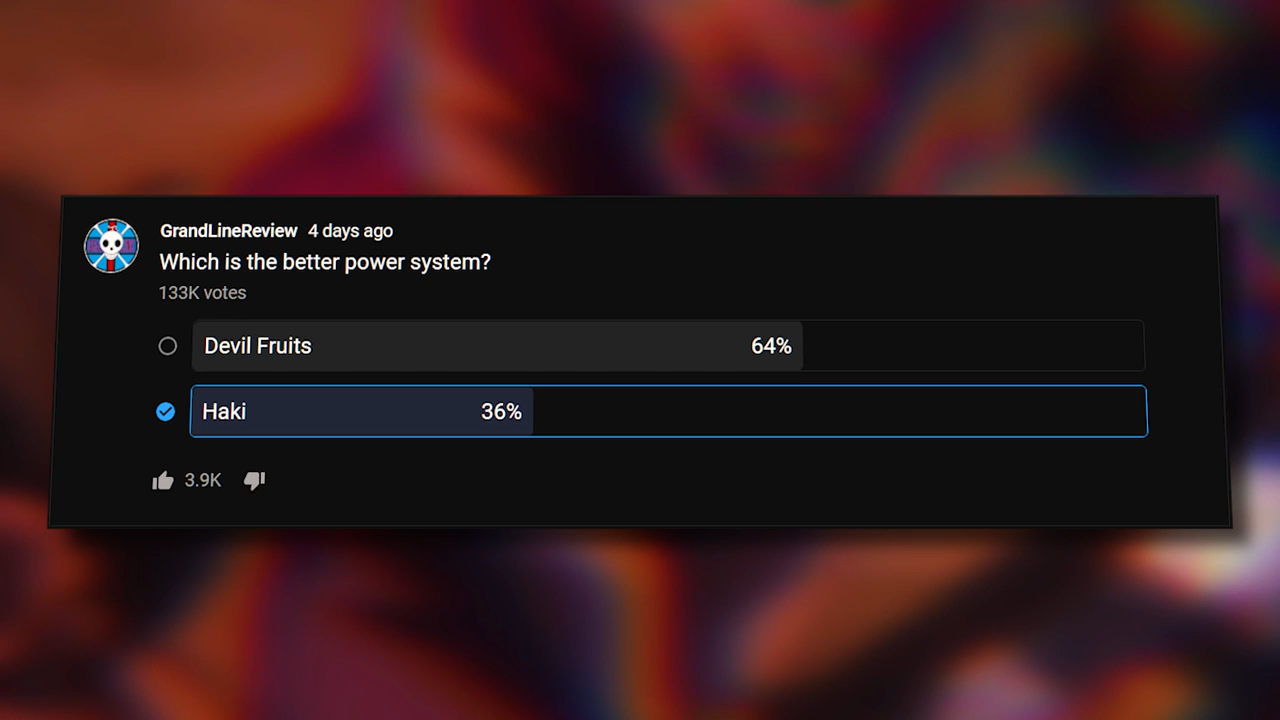 GrandLineReview 4 days ago
Which is the better power system?
133K votes
Devil Fruits 64%
Haki 36%
3.9K